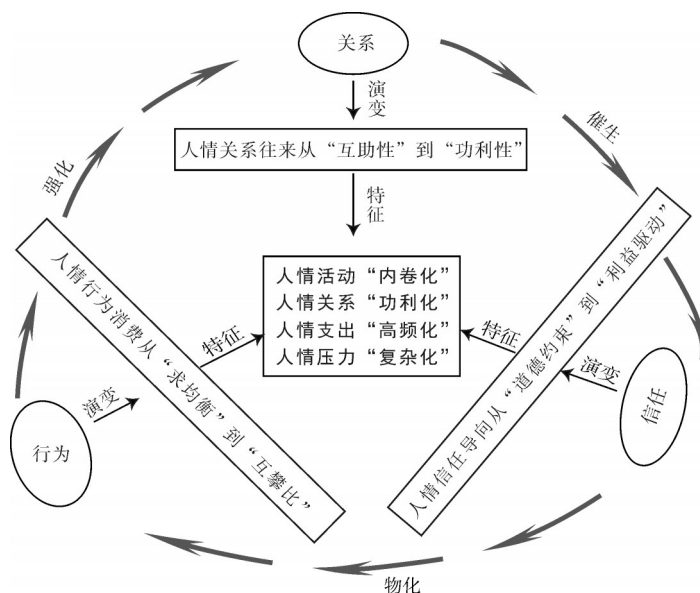 关系
演变
催生
人情关系往来从“互助性”到“功利性”
强化
特征
人情行为消费从“求均衡”到“互攀比”
人情信任导向从“道德约束”到“利益驱动”
人情活动“内卷化”
人情关系“功利化”
人情支出“高频化”
人情压力“复杂化”
特征
特征
演变
演变
行为
信任
物化